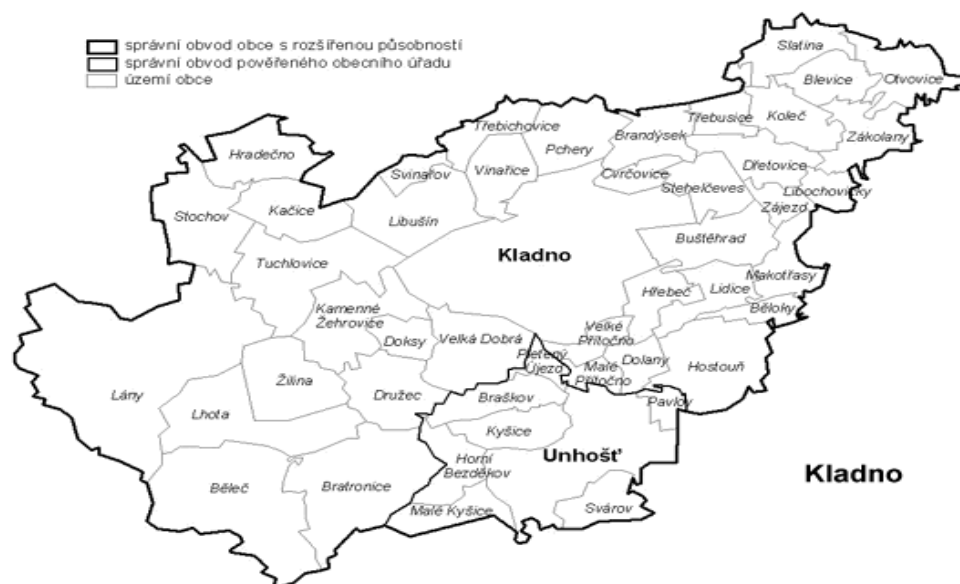 správní obvod obce s rozšířenou působností
správní obvod pověřeného obecního úřadu
území obce
Slatina
Blevice
Otvovice
Třebichovice
Třebusice
Koleč
Brandýsek
Zákolany
Pchery
Hradečno
Vinařice
Svinařov
Cvrčovice
Dřetovice
Stehelčeves
Libochovičky
Zájezd
Stochov
Kačice
Libušín
Buštěhrad
Kladno
Tuchlovice
Makotřasy
Hřebeč
Lidice
Běloky
Kamenné
Žehrovice
Doksy
Velká Dobrá
Velké
Přítočno
Pletený
Újezd
Malé
Přítočno
Dolany
Hostouň
Lány
Žilina
Lhota
Družec
Braškov
Pavlov
Kyšice
Unhošť
Horní
Bezděkov
Kladno
Běleč
Bratronice
Malé Kyšice
Svárov